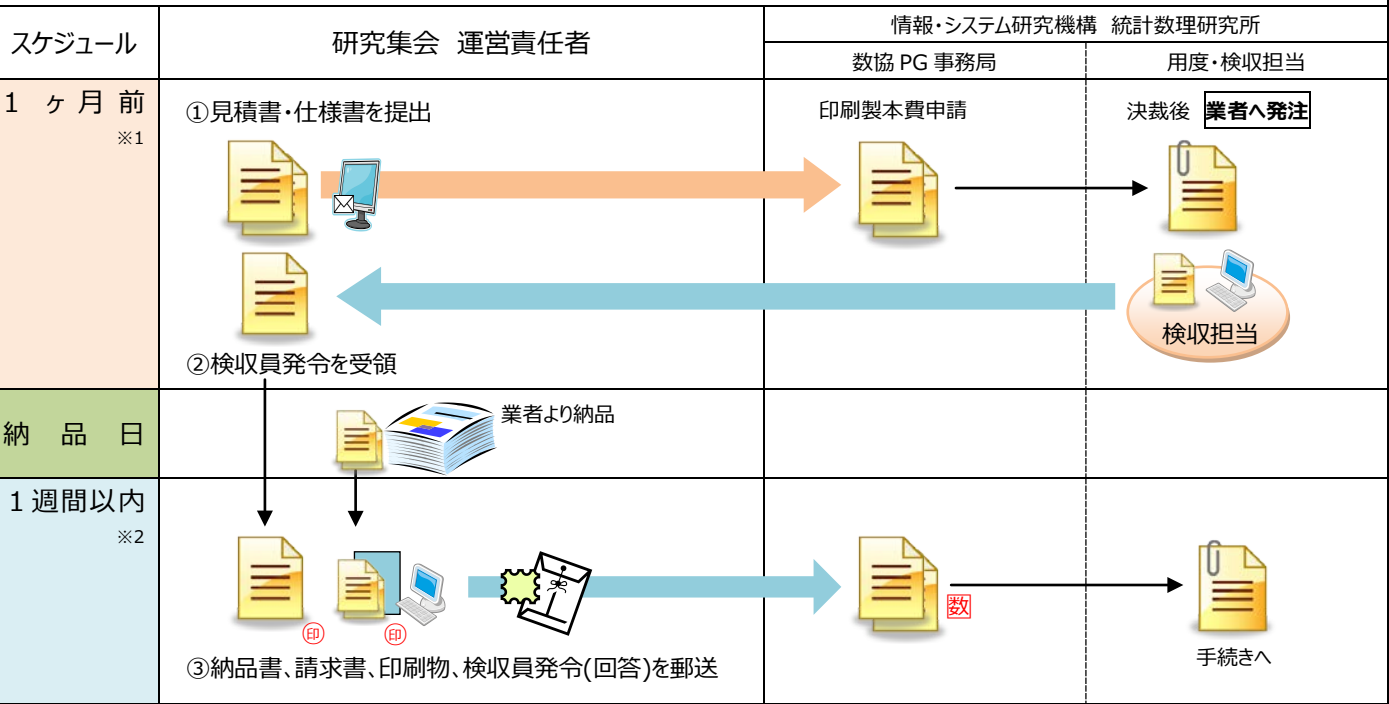 スケジュール
研究集会 運営責任者
情報・システム研究機構 統計数理研究所
数協 PG 事務局
用度・検収担当
1 ヶ月前
※1
①見積書・仕様書を提出
印刷製本費申請
決裁後 業者へ発注
検収担当
②検収員発令を受領
納品日
業者より納品
1週間以内
※2
印
印
数
③納品書、請求書、印刷物、検収員発令(回答)を郵送
手続きへ